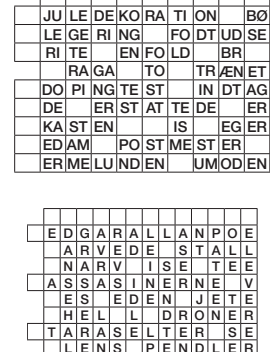 JU LE DE KO RA TI ON BØ
LE GE RI NG FO DT UD SE
RI TE EN FO LD BR
RA GA TO TR ÆN ET
DO PI NG TE ST IN DT AG
DE ER ST AT TE DE ER
KA ST EN IS EG ER
ED AM PO ST ME ST ER
ER ME LU ND EN UM OD EN
E D G A R A L L A N P O E
A R V E D E S T A L L
N A R V I S E T E E
A S S A S I N E R N E V
E S E D E N J E T E
H E L L D R O N E R
T A R A S E L T E R S E
L E N S P E N D L E R